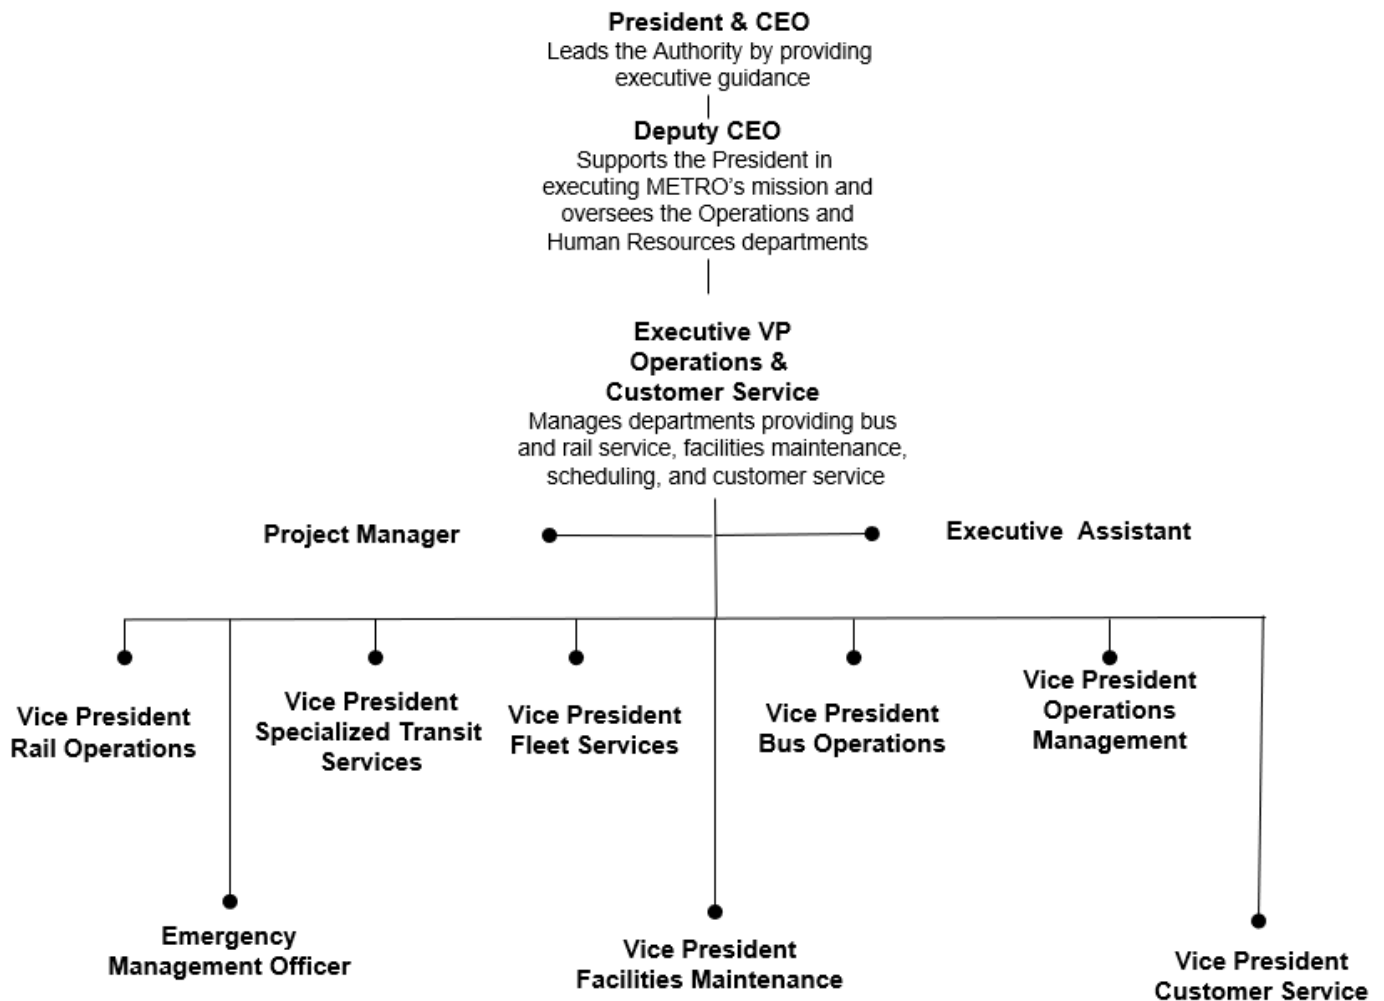 President & CEO
Leads the Authority by providing
executive guidance
Deputy CEO
Supports the President in
executing METRO's mission and
oversees the Operations and
Human Resources departments
Executive VP
Operations &
Customer Service
Manages departments providing bus
and rail service, facilities maintenance,
scheduling, and customer service
Project Manager
Executive Assistant
Vice President
Rail Operations
Vice President
Specialized Transit
Services
Vice President
Fleet Services
Vice President
Bus Operations
Vice President
Operations
Management
Emergency
Management Officer
Vice President
Facilities Maintenance
Vice President
Customer Service